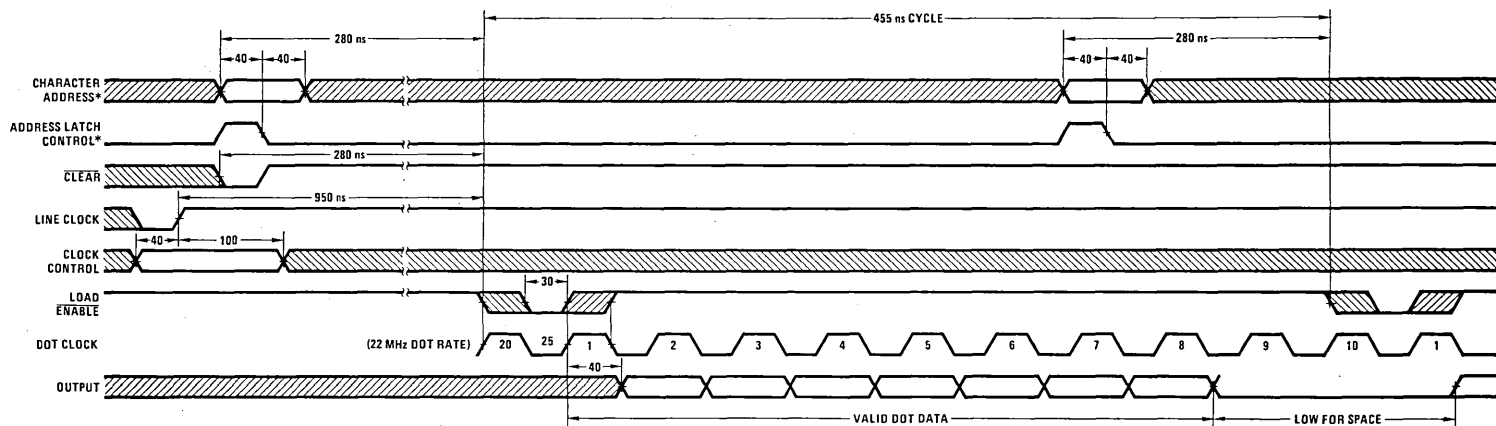 455 ns CYCLE
280 ns 280 ns
40 40 40 40
CHARACTER
ADDRESS*
ADDRESS LATCH
CONTROL*
280 ns
CLEAR
950 ns
LINE CLOCK
40 100
CLOCK
CONTROL
30
LOAD
ENABLE
DOT CLOCK (22 MHz DOT RATE) 20 25 1 2 3 4 5 6 7 8 9 10 1
40
OUTPUT
VALID DOT DATA LOW FOR SPACE